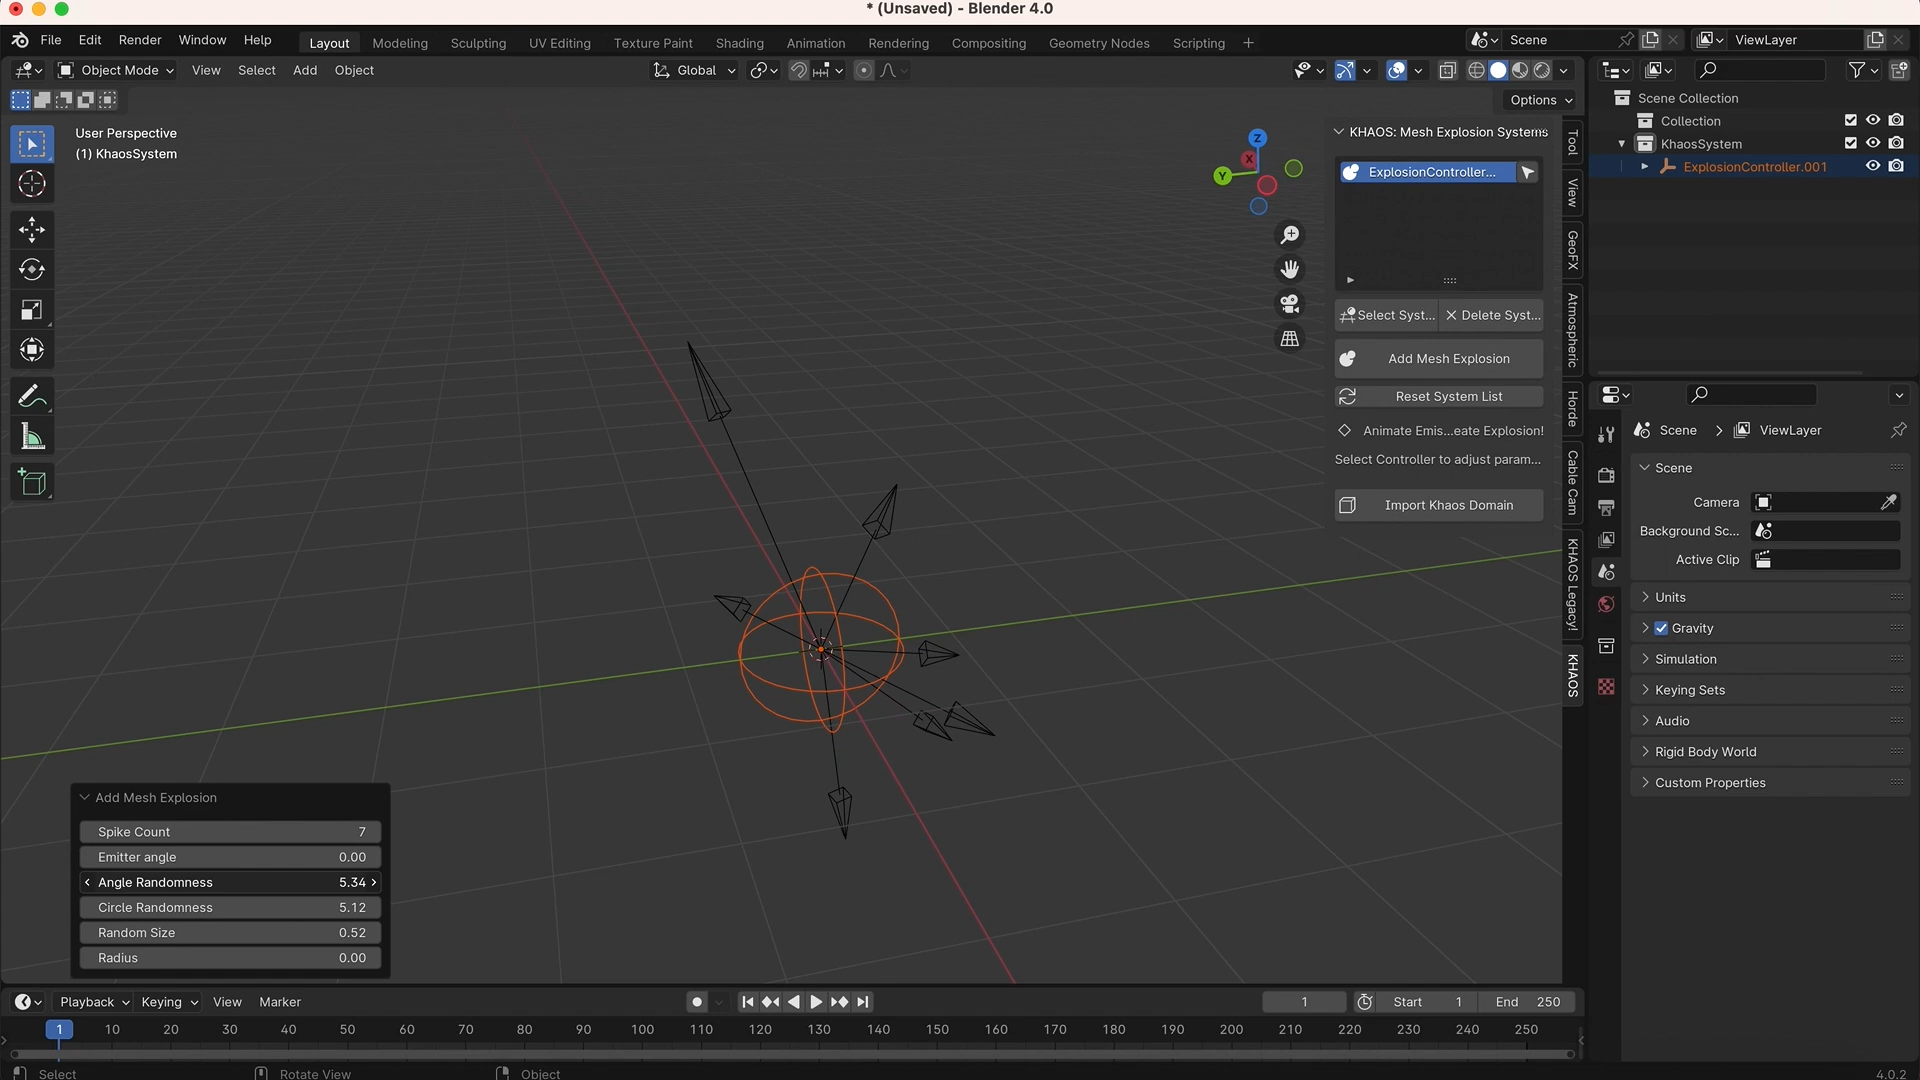 * (Unsaved) - Blender 4.0
File Edit Render Window Help Layout Modeling Sculpting UV Editing Texture Paint Shading Animation Rendering Compositing Geometry Nodes Scripting + Scene ViewLayer
Object Mode View Select Add Object Global
Options
User Perspective
(1) KhaosSystem
Z
X
Y
KHAOS: Mesh Explosion Systems
ExplosionController...
Select Syst...
Delete Syst...
Add Mesh Explosion
Reset System List
Animate Emis...eate Explosion!
Select Controller to adjust param...
Import Khaos Domain
Tool
View
GeoFX
Atmospheric
Horde
Cable Cam
KHAOS Legacy!
KHAOS
Scene Collection
Collection
KhaosSystem
ExplosionController.001
Scene > ViewLayer
Scene
Camera
Background Sc...
Active Clip
Units
Gravity
Simulation
Keying Sets
Audio
Rigid Body World
Custom Properties
Add Mesh Explosion
Spike Count 7
Emitter angle 0.00
Angle Randomness 5.34
Circle Randomness 5.12
Random Size 0.52
Radius 0.00
Playback Keying View Marker 1 Start 1 End 250
1 10 20 30 40 50 60 70 80 90 100 110 120 130 140 150 160 170 180 190 200 210 220 230 240 250
Select Rotate View Object 4.0.2